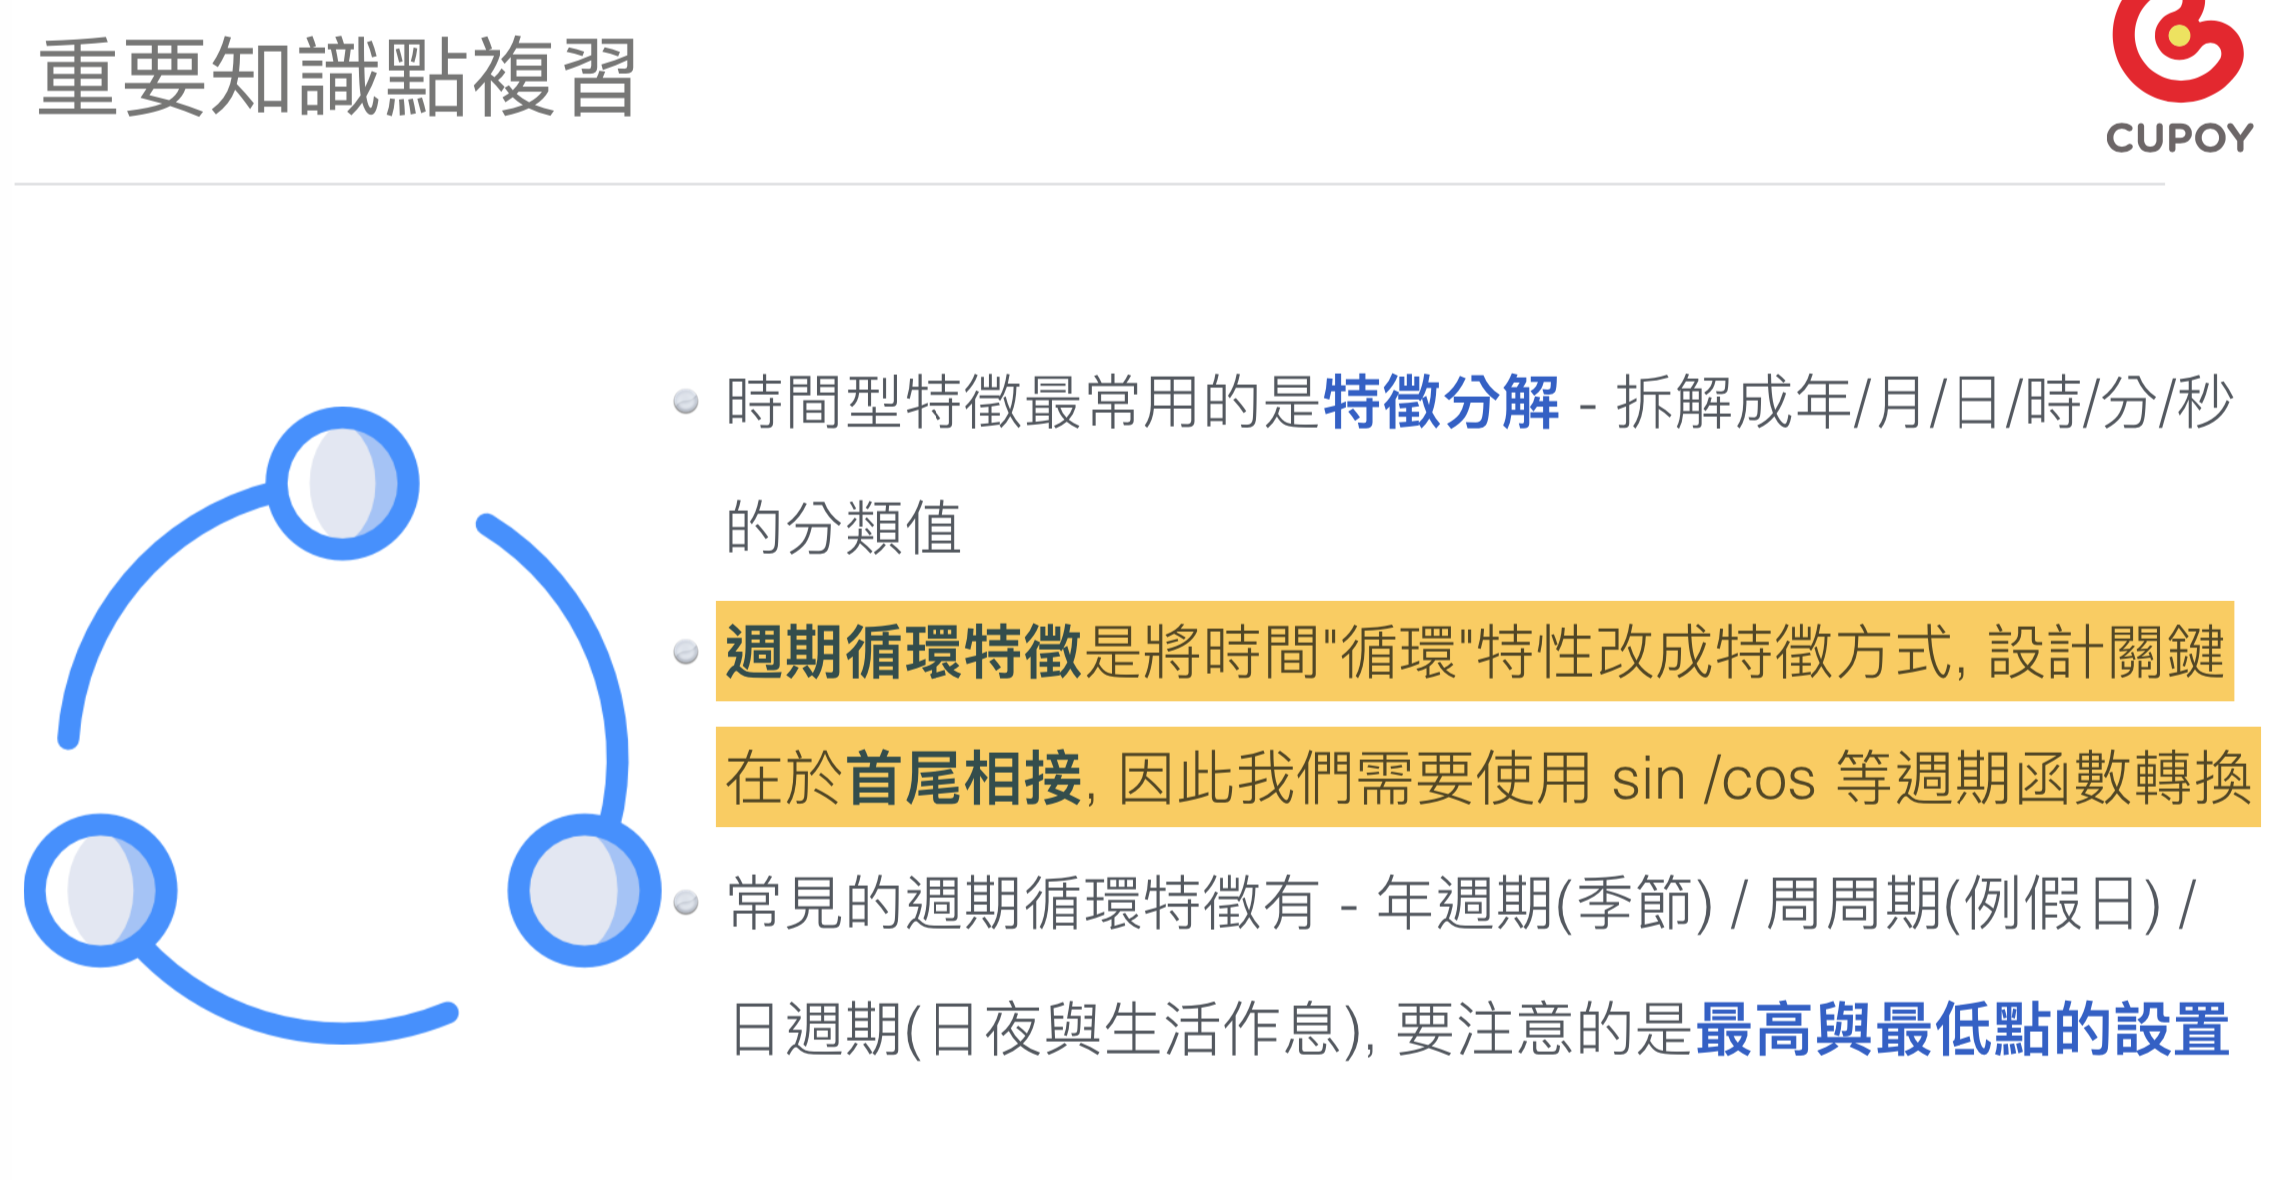 重要知識點複習
CUPOY
時間型特徵最常用的是特徵分解 - 拆解成年/月/日/時/分/秒
的分類值
週期循環特徵是將時間"循環"特性改成特徵方式, 設計關鍵
在於首尾相接, 因此我們需要使用 sin /cos 等週期函數轉換
常見的週期循環特徵有 - 年週期(季節) / 周周期(例假日) /
日週期(日夜與生活作息), 要注意的是最高與最低點的設置